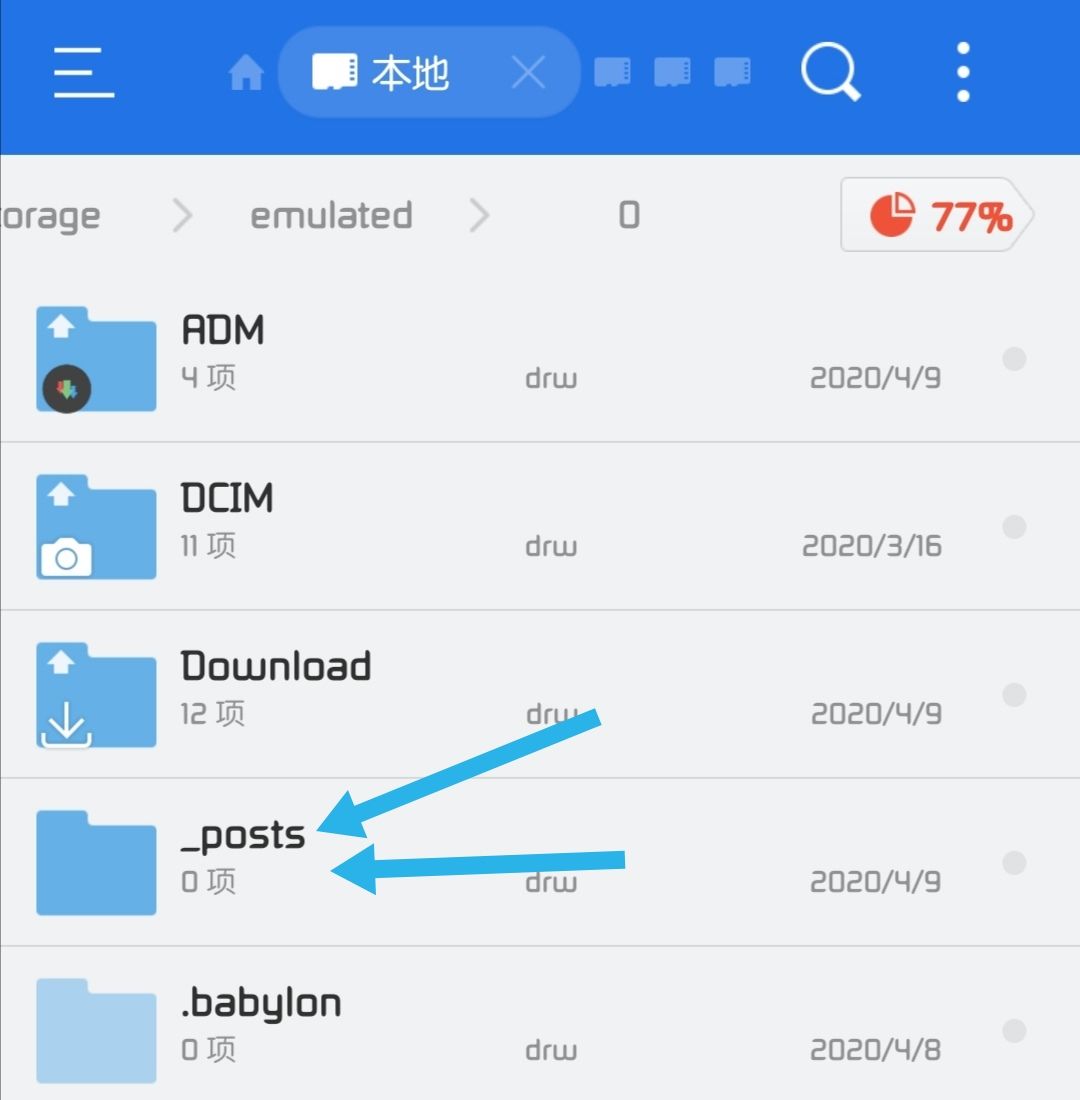 本地
orage emulated 0 77%
ADM
4 项 drw 2020/4/9
DCIM
11 项 drw 2020/3/16
Download
12 项 drw 2020/4/9
_posts
0 项 drw 2020/4/9
.babylon
0 项 drw 2020/4/8